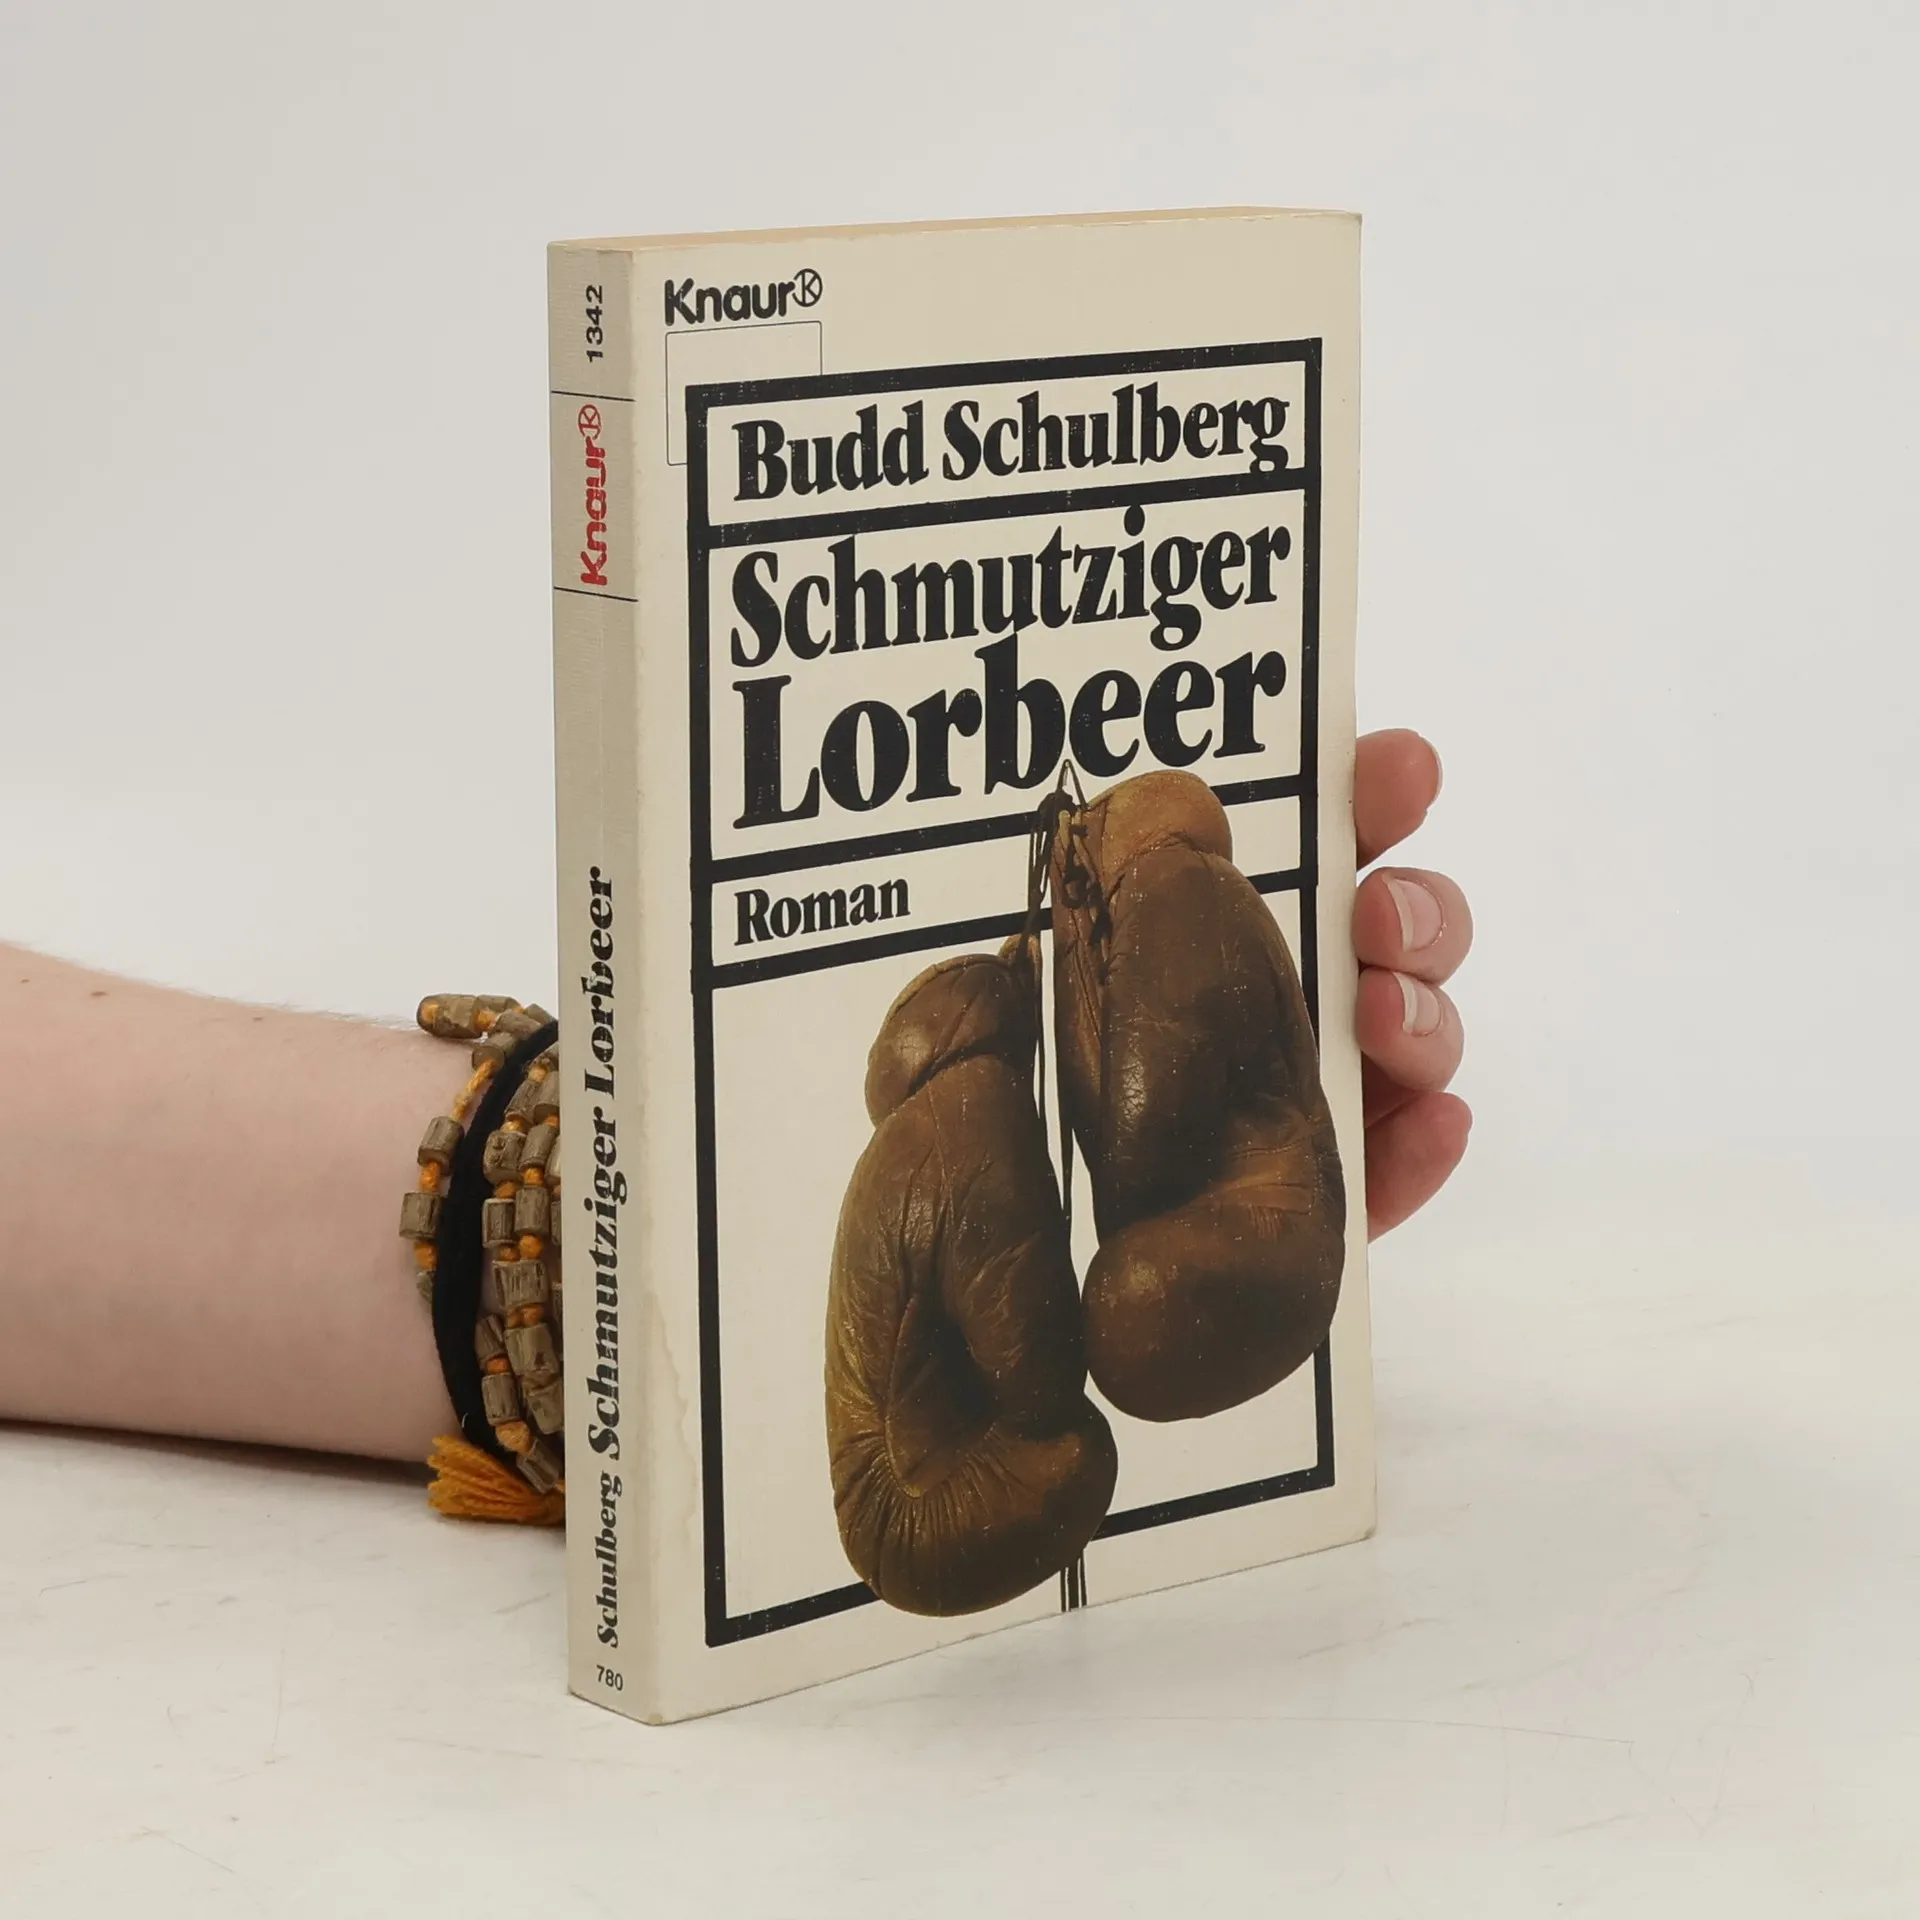 Knaur
Budd Schulberg
Schmutziger
Lorbeer
Roman
1342
Knaur
Schulberg Schmutziger Lorbeer
780